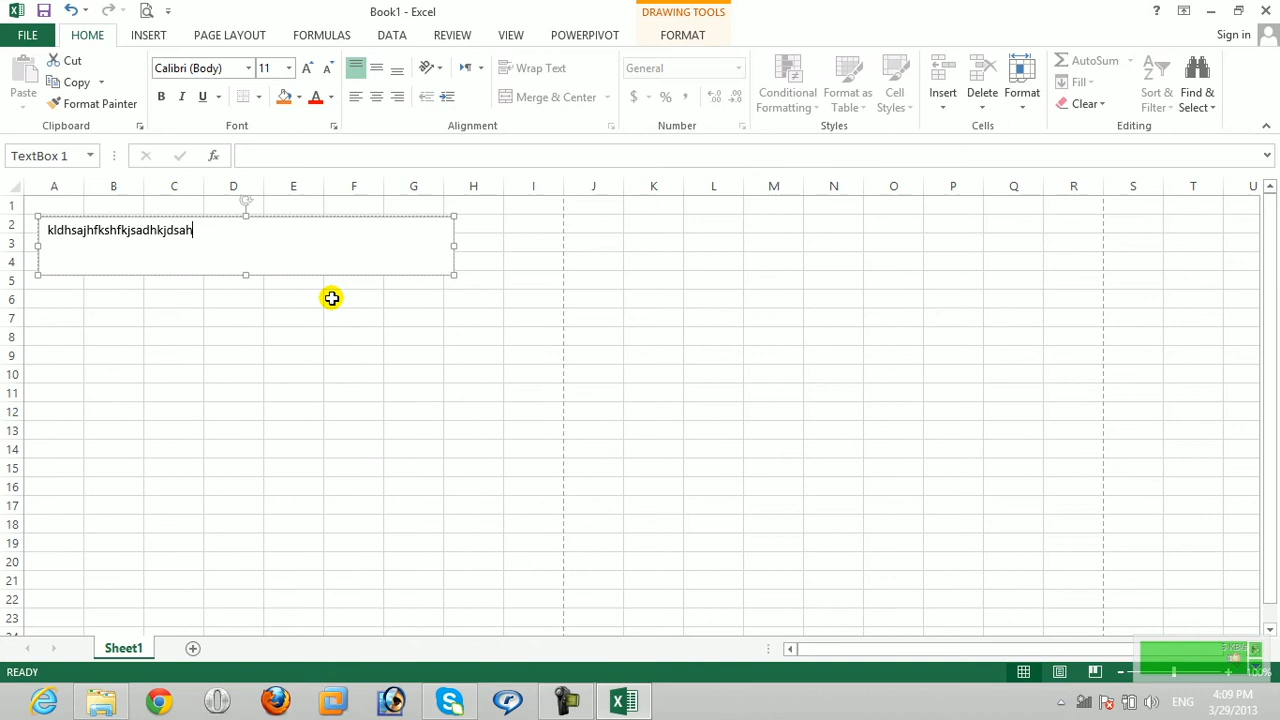 Book1 - Excel
DRAWING TOOLS
?
FILE
HOME
INSERT
PAGE LAYOUT
FORMULAS
DATA
REVIEW
VIEW
POWERPIVOT
FORMAT
Sign in
Paste
Cut
Copy
Format Painter
Clipboard
Calibri (Body)
11
B I U
Font
Wrap Text
Merge & Center
Alignment
General
$ % ,
Number
Conditional Formatting
Format as Table
Cell Styles
Styles
Insert
Delete
Format
Cells
AutoSum
Fill
Clear
Sort & Filter
Find & Select
Editing
TextBox 1
fx
A B C D E F G H I J K L M N O P Q R S T U
1
2
3
4
5
6
7
8
9
10
11
12
13
14
15
16
17
18
19
20
21
22
23
kldhsajhfkshfkjsadhkjdsah
Sheet1
READY
100%
ENG
4:09 PM
3/29/2013